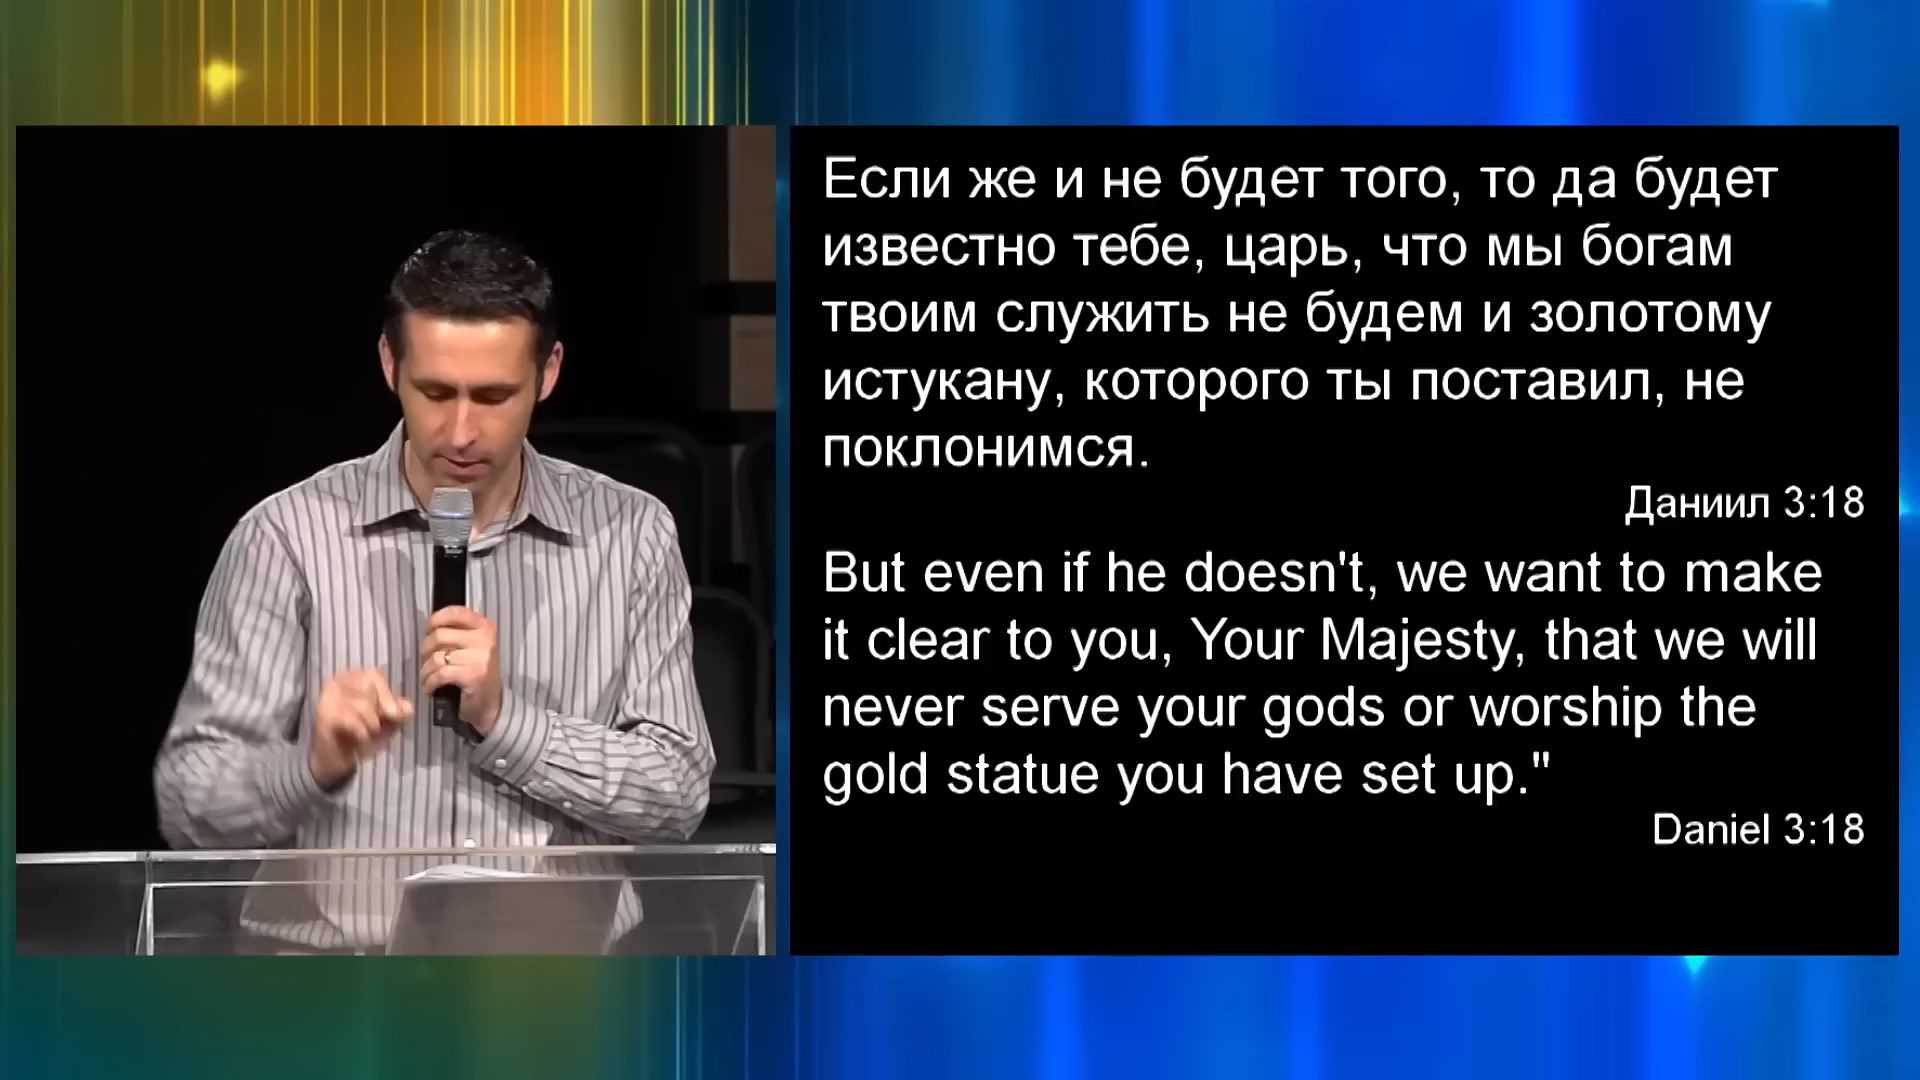 Если же и не будет того, то да будет
известно тебе, царь, что мы богам
твоим служить не будем и золотому
истукану, которого ты поставил, не
поклонимся.
Даниил 3:18
But even if he doesn't, we want to make
it clear to you, Your Majesty, that we will
never serve your gods or worship the
gold statue you have set up."
Daniel 3:18